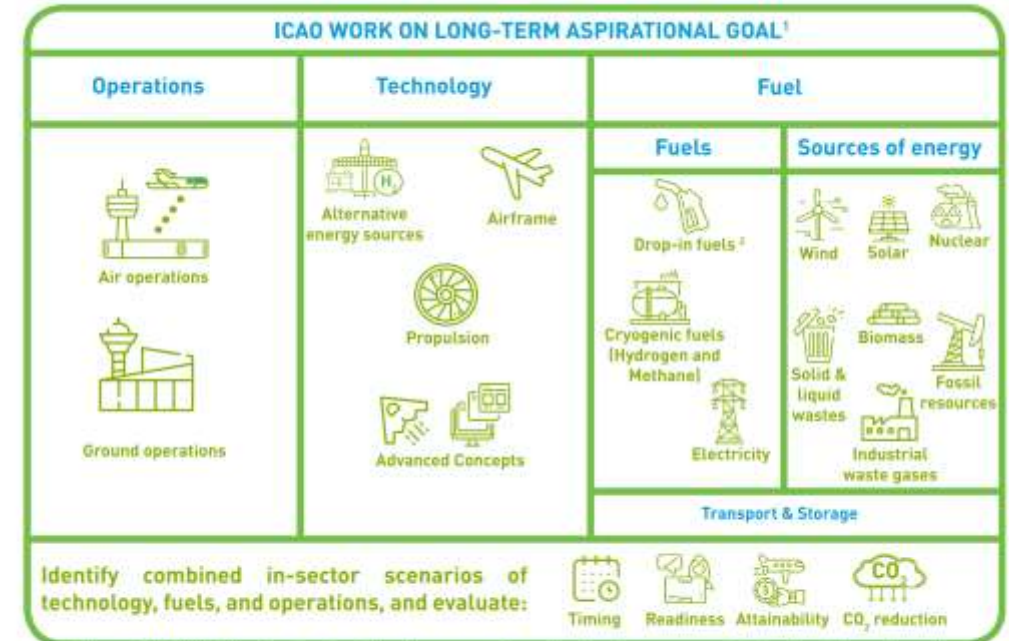 ICAO WORK ON LONG-TERM ASPIRATIONAL GOAL¹
Operations
Technology
Fuel
Fuels
Sources of energy
Air operations
Ground operations
H₂
Alternative
energy sources
Airframe
Propulsion
Advanced Concepts
Drop-in fuels ²
Cryogenic fuels
(Hydrogen and
Methane)
Electricity
Wind
Solar
Nuclear
Solid &
liquid
wastes
Biomass
Fossil
resources
Industrial
waste gases
Transport & Storage
Identify combined in-sector scenarios of
technology, fuels, and operations, and evaluate:
Timing
Readiness
Attainability
CO₂
CO₂ reduction